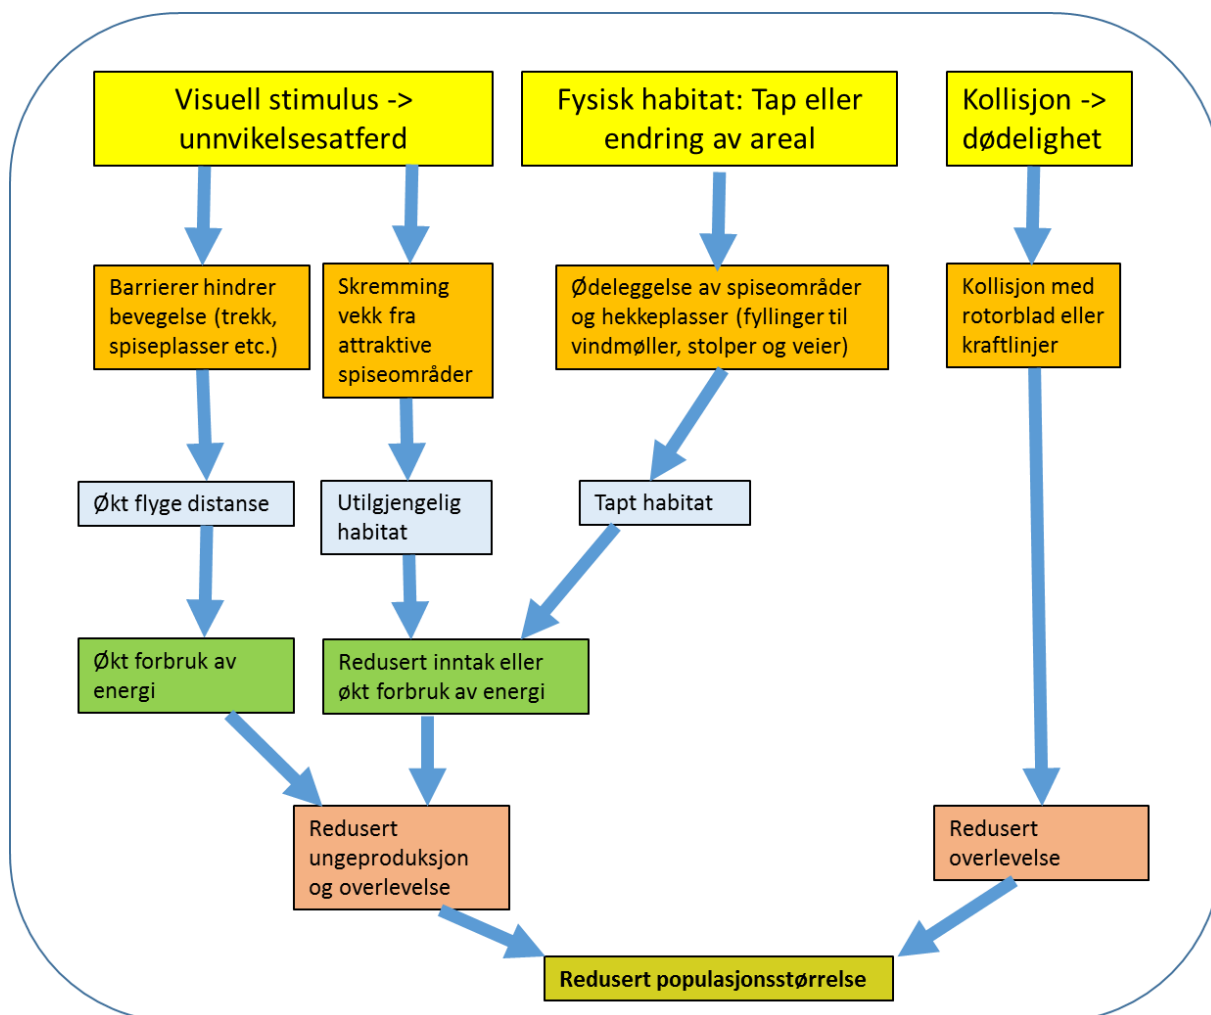 Visuell stimulus ->
unnvikelsesatferd
Fysisk habitat: Tap eller
endring av areal
Kollisjon ->
dødelighet
Barrierer hindrer
bevegelse (trekk,
spiseplasser etc.)
Skremming
vekk fra
attraktive
spiseområder
Ødeleggelse av spiseområder
og hekkeplasser (fyllinger til
vindmøller, stolper og veier)
Kollisjon med
rotorblad eller
kraftlinjer
Økt flyge distanse
Utilgjengelig
habitat
Tapt habitat
Økt forbruk av
energi
Redusert inntak eller
økt forbruk av energi
Redusert
ungeproduksjon
og overlevelse
Redusert
overlevelse
Redusert populasjonsstørrelse